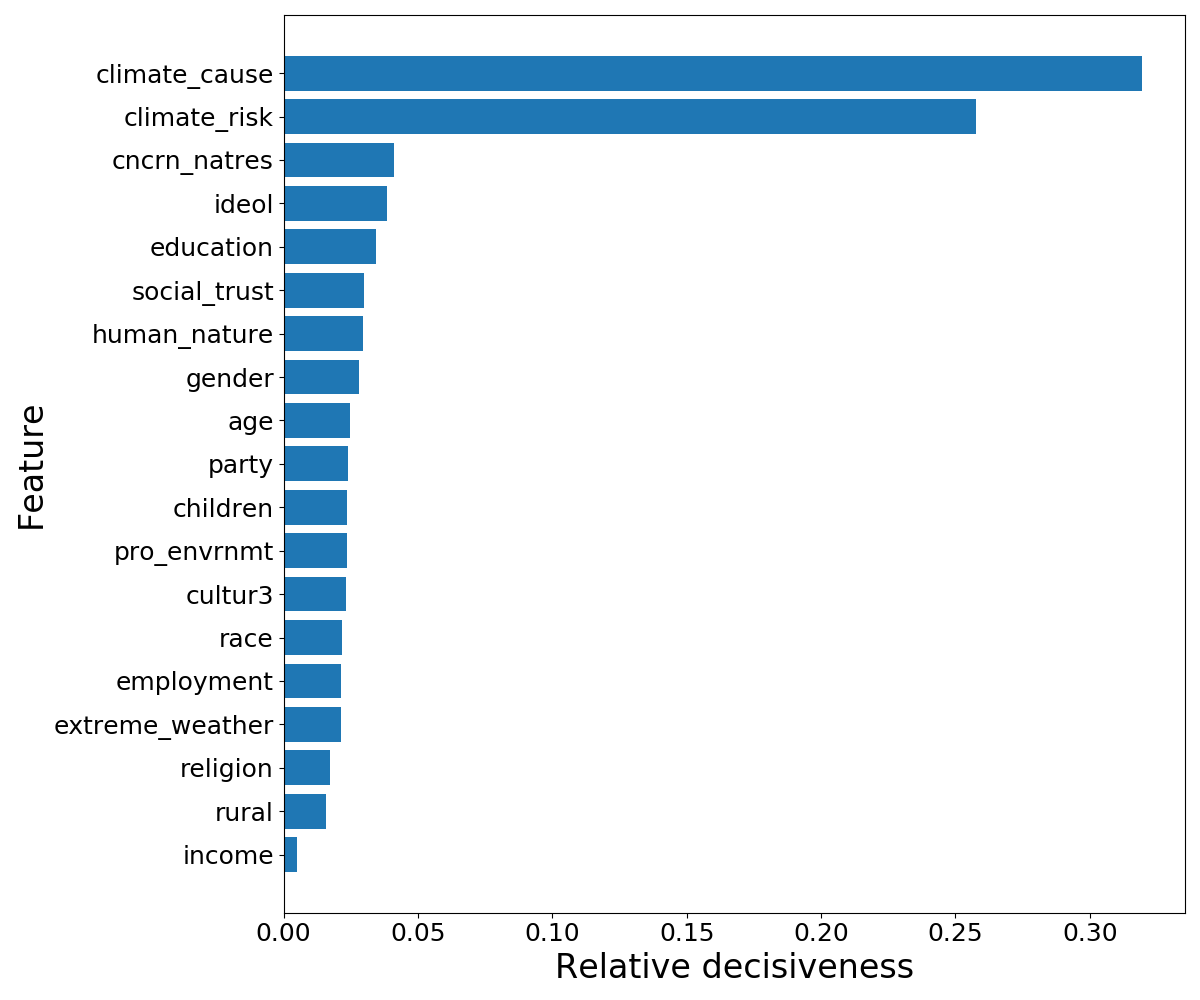 climate_cause
climate_risk
cncrn_natres
ideol
education
social_trust
human_nature
gender
age
party
children
pro_envrnmt
cultur3
race
employment
extreme_weather
religion
rural
income
Feature
0.00 0.05 0.10 0.15 0.20 0.25 0.30
Relative decisiveness